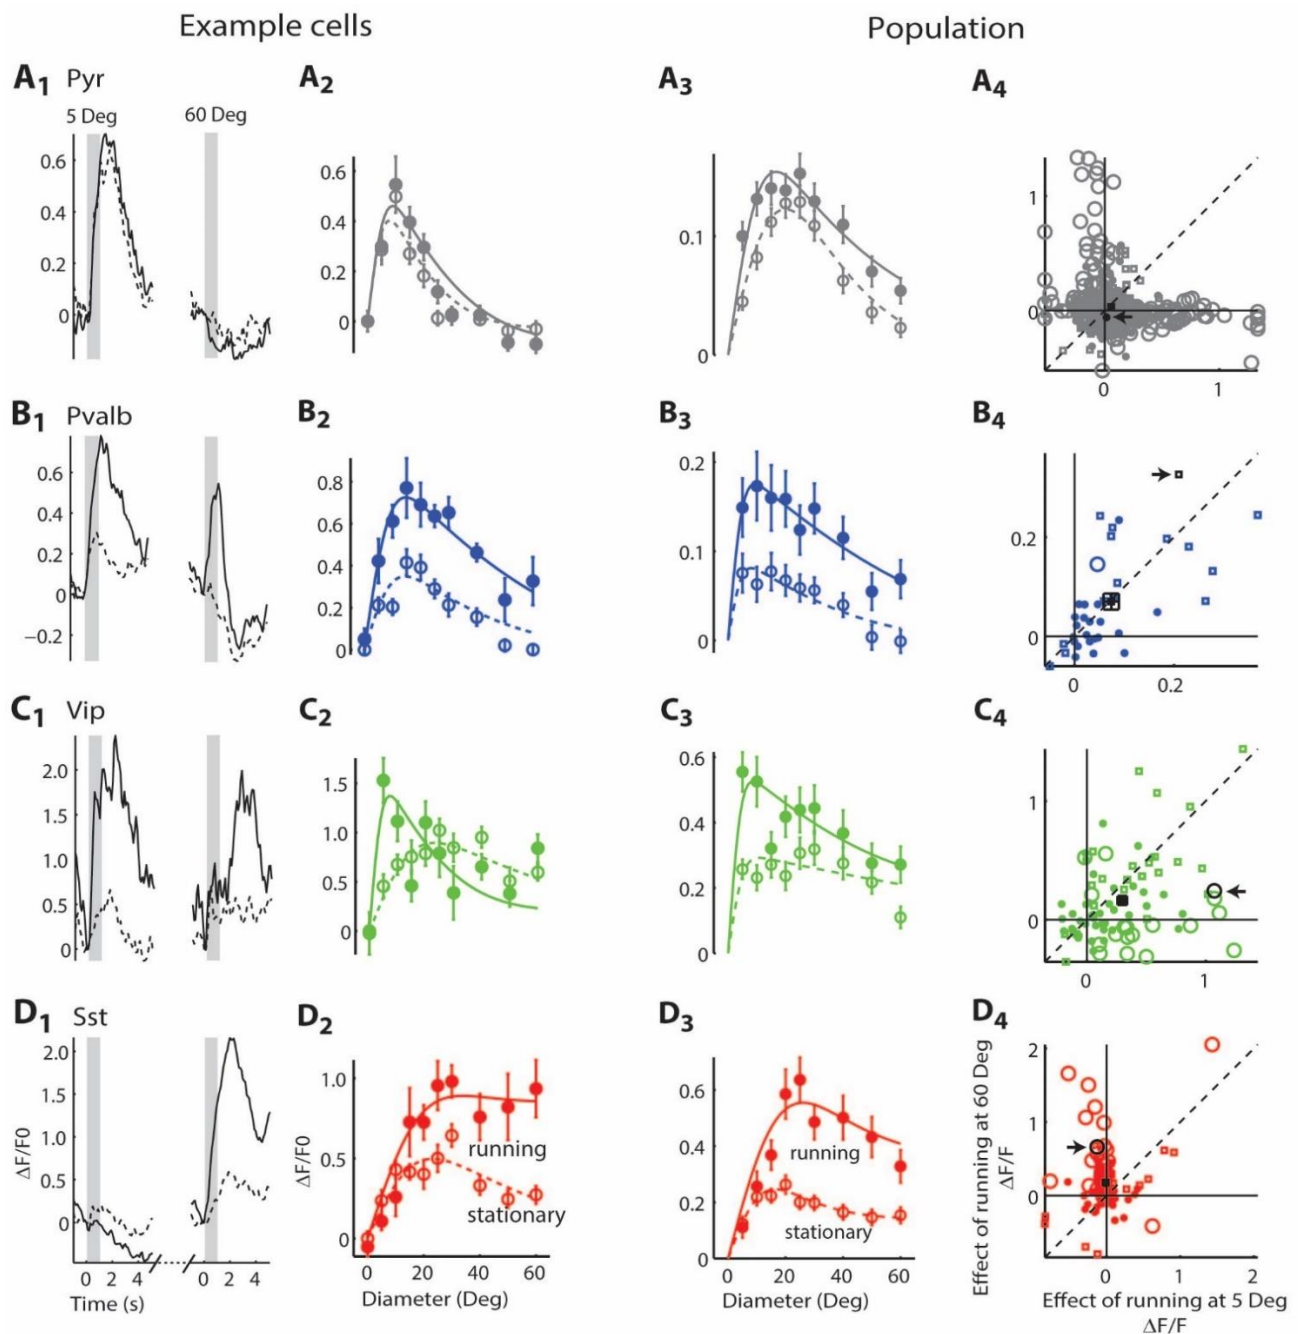 Example cells
Population
A1 Pyr
A2
A3
A4
5 Deg
60 Deg
0.6
0.4
0.2
0
0.6
0.4
0.2
0
0.1
0
1
0
0
1
B1 Pvalb
B2
B3
B4
0.6
0.4
0.2
0
−0.2
0.8
0.6
0.4
0.2
0
0.2
0.1
0
0.2
0
0
0.2
C1 Vip
C2
C3
C4
2.0
1.5
1.0
0.5
0
1.5
1.0
0.5
0
0.6
0.4
0.2
0
1
0
0
1
D1 Sst
D2
D3
D4
2.0
1.5
1.0
0.5
0
ΔF/F0
0 2 4
0 2 4
Time (s)
1.0
0.5
0
running
stationary
0 20 40 60
Diameter (Deg)
0.6
0.4
0.2
0
running
stationary
0 20 40 60
Diameter (Deg)
Effect of running at 60 Deg
ΔF/F
2
1
0
0 1 2
Effect of running at 5 Deg
ΔF/F